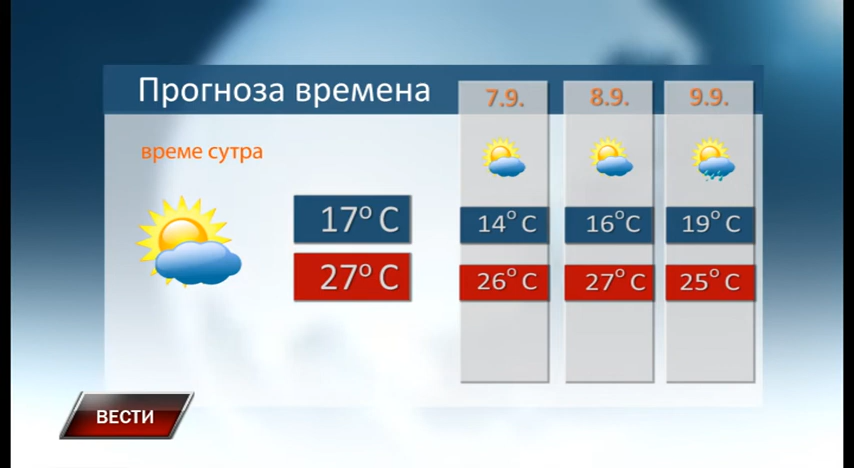 Прогноза времена
време сутра
17° C
27° C
7.9.
14° C
26° C
8.9.
16°C
27° C
9.9.
19° C
25° C
ВЕСТИ